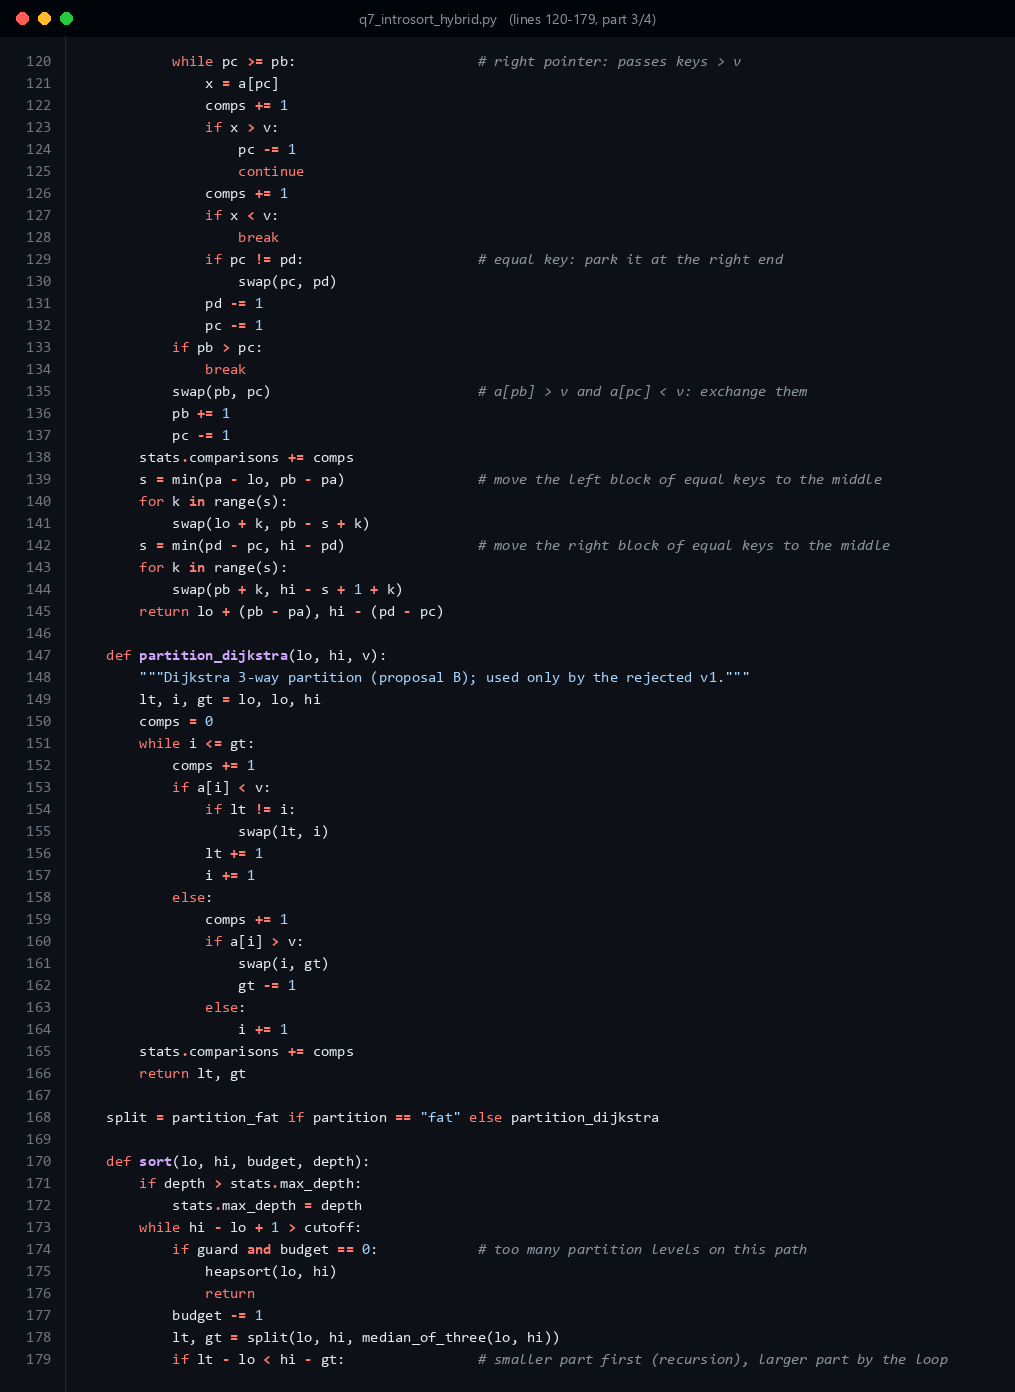 q7_introsort_hybrid.py   (lines 120-179, part 3/4)
120            while pc >= pb:                      # right pointer: passes keys > v
121                x = a[pc]
122                comps += 1
123                if x > v:
124                    pc -= 1
125                    continue
126                comps += 1
127                if x < v:
128                    break
129                if pc != pd:                     # equal key: park it at the right end
130                    swap(pc, pd)
131                pd -= 1
132                pc -= 1
133            if pb > pc:
134                break
135            swap(pb, pc)                         # a[pb] > v and a[pc] < v: exchange them
136            pb += 1
137            pc -= 1
138        stats.comparisons += comps
139        s = min(pa - lo, pb - pa)                # move the left block of equal keys to the middle
140        for k in range(s):
141            swap(lo + k, pb - s + k)
142        s = min(pd - pc, hi - pd)                # move the right block of equal keys to the middle
143        for k in range(s):
144            swap(pb + k, hi - s + 1 + k)
145        return lo + (pb - pa), hi - (pd - pc)
146
147    def partition_dijkstra(lo, hi, v):
148        """Dijkstra 3-way partition (proposal B); used only by the rejected v1."""
149        lt, i, gt = lo, lo, hi
150        comps = 0
151        while i <= gt:
152            comps += 1
153            if a[i] < v:
154                if lt != i:
155                    swap(lt, i)
156                lt += 1
157                i += 1
158            else:
159                comps += 1
160                if a[i] > v:
161                    swap(i, gt)
162                    gt -= 1
163                else:
164                    i += 1
165        stats.comparisons += comps
166        return lt, gt
167
168    split = partition_fat if partition == "fat" else partition_dijkstra
169
170    def sort(lo, hi, budget, depth):
171        if depth > stats.max_depth:
172            stats.max_depth = depth
173        while hi - lo + 1 > cutoff:
174            if guard and budget == 0:            # too many partition levels on this path
175                heapsort(lo, hi)
176                return
177            budget -= 1
178            lt, gt = split(lo, hi, median_of_three(lo, hi))
179            if lt - lo < hi - gt:                # smaller part first (recursion), larger part by the loop